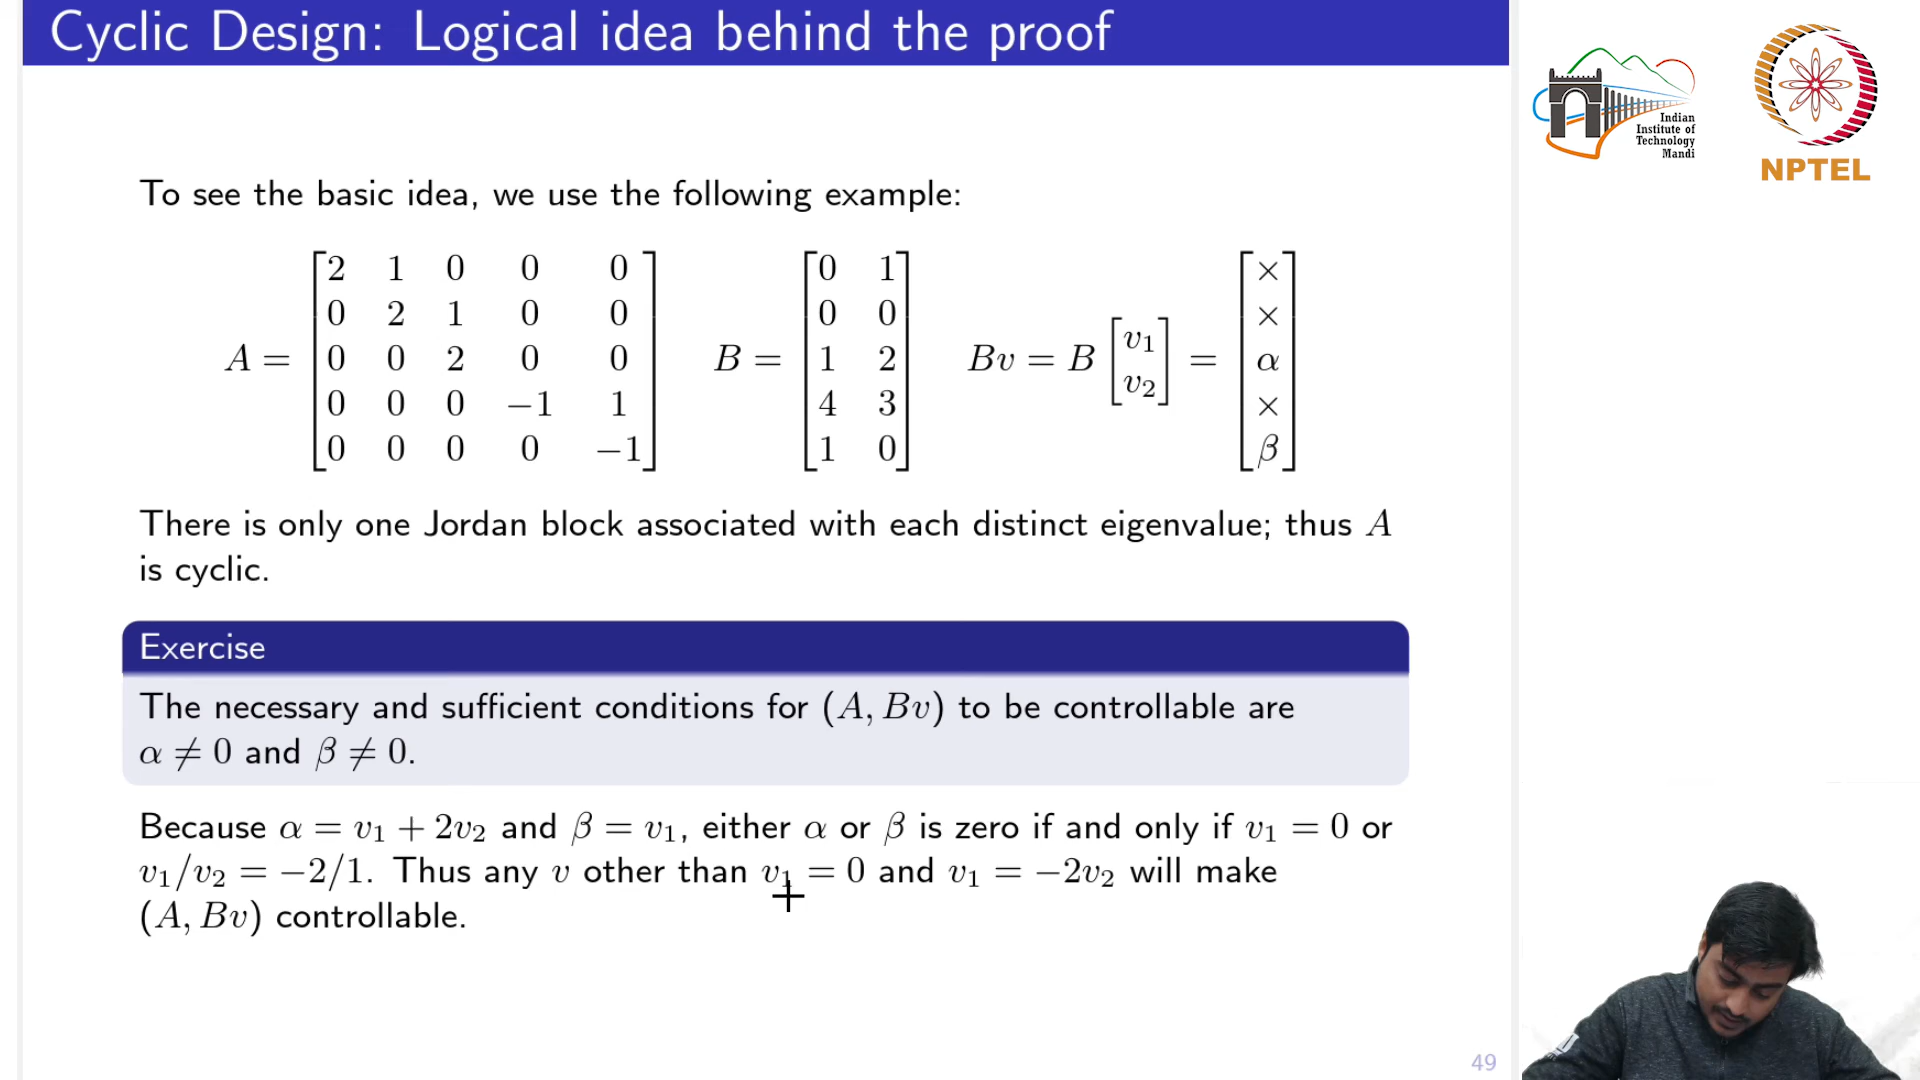 Cyclic Design: Logical idea behind the proof
Indian
Institute of
Technology
Mandi
NPTEL
To see the basic idea, we use the following example:
A = [2 1 0 0 0; 0 2 1 0 0; 0 0 2 0 0; 0 0 0 −1 1; 0 0 0 0 −1] B = [0 1; 0 0; 1 2; 4 3; 1 0] Bv = B [v₁; v₂] = [×; ×; α; ×; β]
There is only one Jordan block associated with each distinct eigenvalue; thus A
is cyclic.
Exercise
The necessary and sufficient conditions for (A, Bv) to be controllable are
α ≠ 0 and β ≠ 0.
Because α = v₁ + 2v₂ and β = v₁, either α or β is zero if and only if v₁ = 0 or
v₁/v₂ = −2/1. Thus any v other than v₁ = 0 and v₁ = −2v₂ will make
(A, Bv) controllable.
49